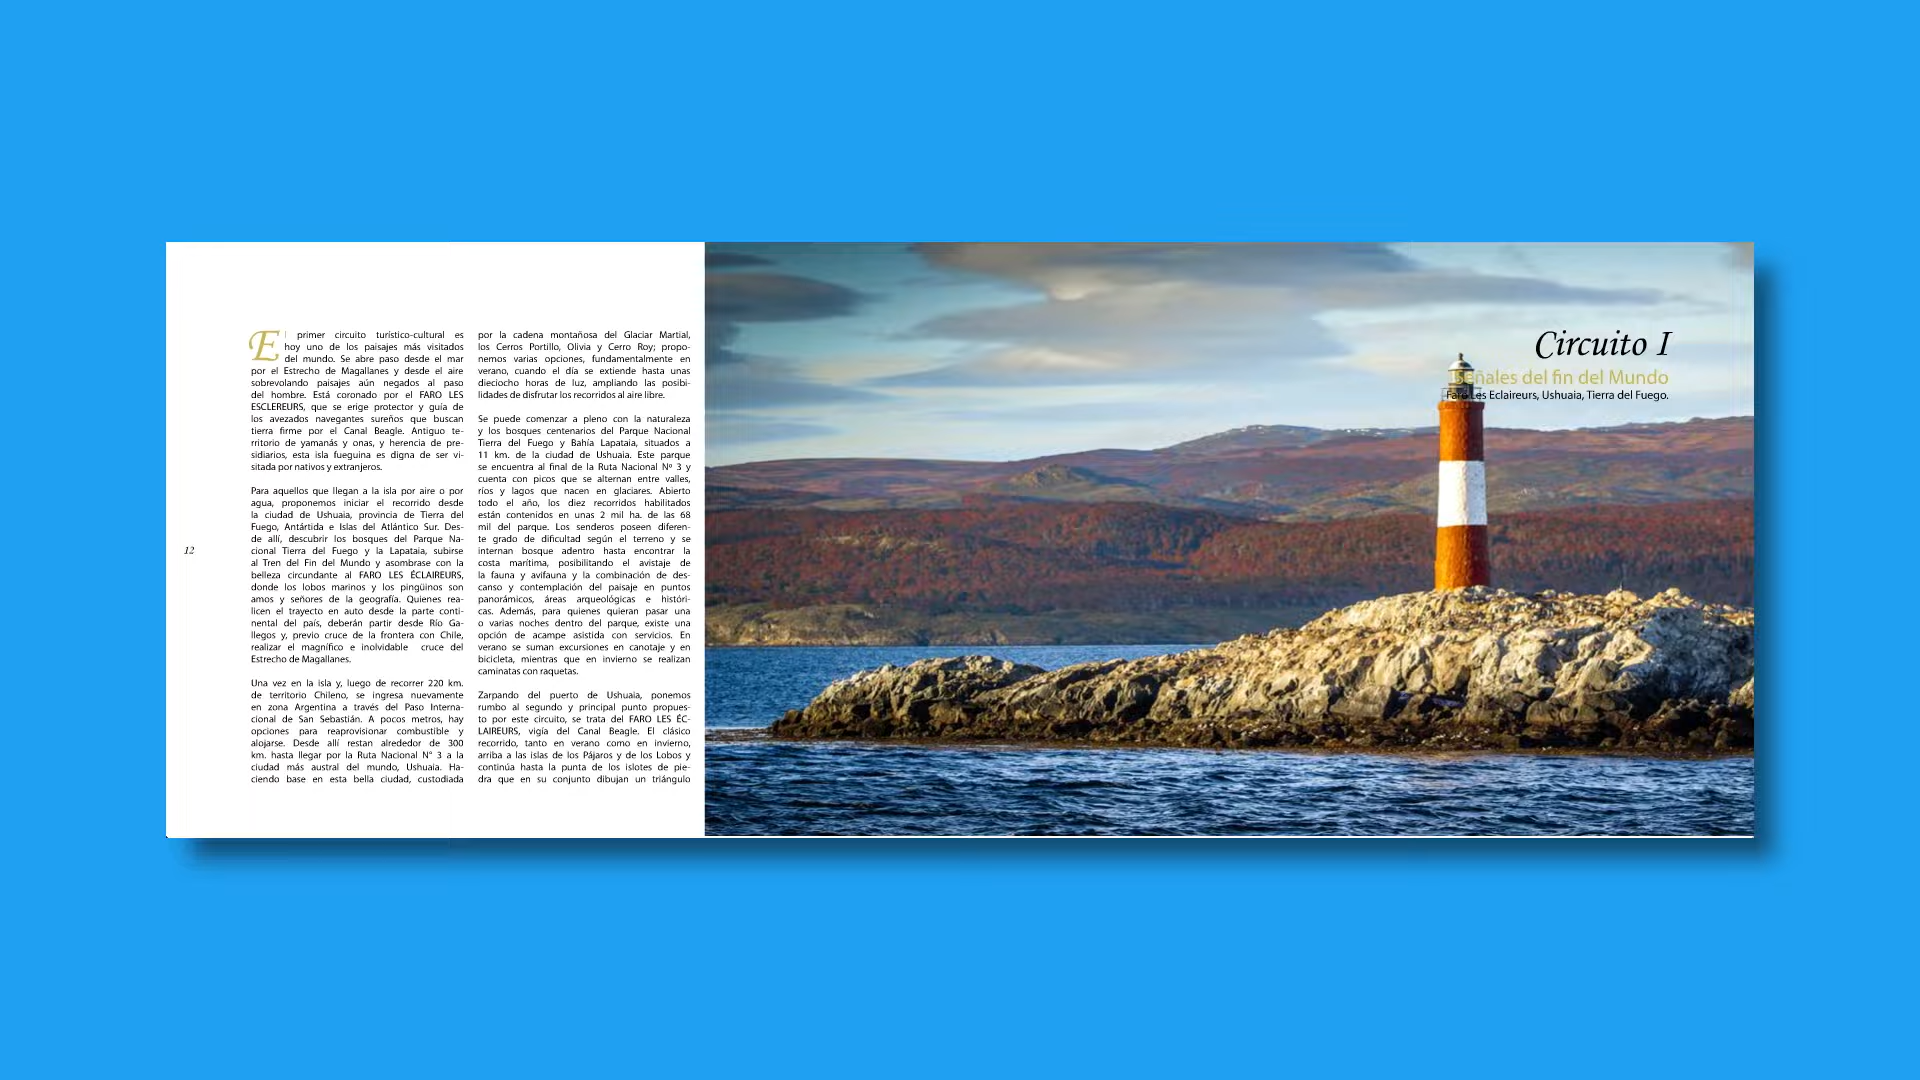 El primer circuito turístico-cultural es
hoy uno de los paisajes más visitados
del mundo. Se abre paso desde el mar
por el Estrecho de Magallanes y desde el aire
sobrevolando paisajes aún negados al paso
del hombre. Está coronado por el FARO LES
ESCLEREURS, que se erige protector y guía de
los avezados navegantes sureños que buscan
tierra firme por el Canal Beagle. Antiguo te-
rritorio de yamanás y onas, y herencia de pre-
sidiarios, esta isla fueguina es digna de ser vi-
sitada por nativos y extranjeros.
Para aquellos que llegan a la isla por aire o por
agua, proponemos iniciar el recorrido desde
la ciudad de Ushuaia, provincia de Tierra del
Fuego, Antártida e Islas del Atlántico Sur. Des-
de allí, descubrir los bosques del Parque Na-
cional Tierra del Fuego y la Lapataia, subirse
al Tren del Fin del Mundo y asombrase con la
belleza circundante al FARO LES ÉCLAIREURS,
donde los lobos marinos y los pingüinos son
amos y señores de la geografía. Quienes rea-
licen el trayecto en auto desde la parte conti-
nental del país, deberán partir desde Río Ga-
llegos y, previo cruce de la frontera con Chile,
realizar el magnífico e inolvidable cruce del
Estrecho de Magallanes.
Una vez en la isla y, luego de recorrer 220 km.
de territorio Chileno, se ingresa nuevamente
en zona Argentina a través del Paso Interna-
cional de San Sebastián. A pocos metros, hay
opciones para reaprovisionar combustible y
alojarse. Desde allí restan alrededor de 300
km. hasta llegar por la Ruta Nacional N° 3 a la
ciudad más austral del mundo, Ushuaia. Ha-
ciendo base en esta bella ciudad, custodiada
por la cadena montañosa del Glaciar Martial,
los Cerros Portillo, Olivia y Cerro Roy; propo-
nemos varias opciones, fundamentalmente en
verano, cuando el día se extiende hasta unas
dieciocho horas de luz, ampliando las posibi-
lidades de disfrutar los recorridos al aire libre.
Se puede comenzar a pleno con la naturaleza
y los bosques centenarios del Parque Nacional
Tierra del Fuego y Bahía Lapataia, situados a
11 km. de la ciudad de Ushuaia. Este parque
se encuentra al final de la Ruta Nacional Nº 3 y
cuenta con picos que se alternan entre valles,
ríos y lagos que nacen en glaciares. Abierto
todo el año, los diez recorridos habilitados
están contenidos en unas 2 mil ha. de las 68
mil del parque. Los senderos poseen diferen-
te grado de dificultad según el terreno y se
internan bosque adentro hasta encontrar la
costa marítima, posibilitando el avistaje de
la fauna y avifauna y la combinación de des-
canso y contemplación del paisaje en puntos
panorámicos, áreas arqueológicas e históri-
cas. Además, para quienes quieran pasar una
o varias noches dentro del parque, existe una
opción de acampe asistida con servicios. En
verano se suman excursiones en canotaje y en
bicicleta, mientras que en invierno se realizan
caminatas con raquetas.
Zarpando del puerto de Ushuaia, ponemos
rumbo al segundo y principal punto propues-
to por este circuito, se trata del FARO LES ÉC-
LAIREURS, vigía del Canal Beagle. El clásico
recorrido, tanto en verano como en invierno,
arriba a las islas de los Pájaros y de los Lobos y
continúa hasta la punta de los islotes de pie-
dra que en su conjunto dibujan un triángulo
12
Circuito I
Señales del fin del Mundo
Faro Les Eclaireurs, Ushuaia, Tierra del Fuego.